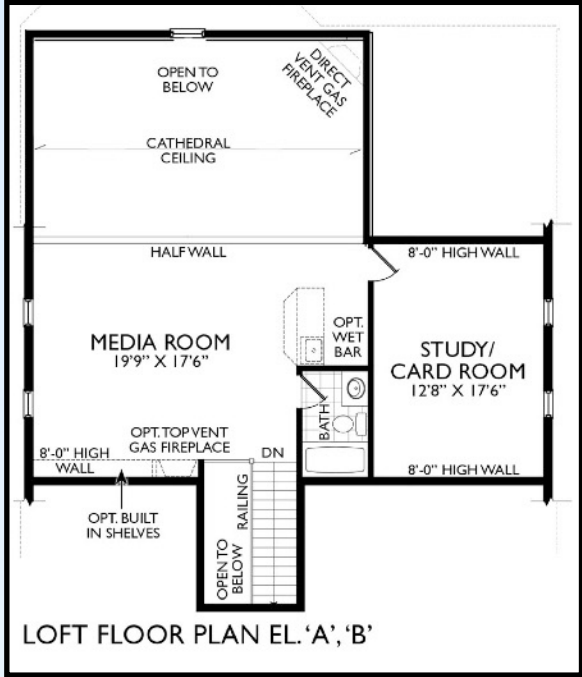 OPEN TO
BELOW
DIRECT
VENT GAS
FIREPLACE
CATHEDRAL
CEILING
HALF WALL
8'-0" HIGH WALL
MEDIA ROOM
19'9" X 17'6"
OPT.
WET
BAR
STUDY/
CARD ROOM
12'8" X 17'6"
BATH
OPT. TOP VENT
GAS FIREPLACE
8'-0" HIGH
WALL
DN
8'-0" HIGH WALL
OPT. BUILT
IN SHELVES
RAILING
OPEN TO
BELOW
LOFT FLOOR PLAN EL. ‘A’, ‘B’